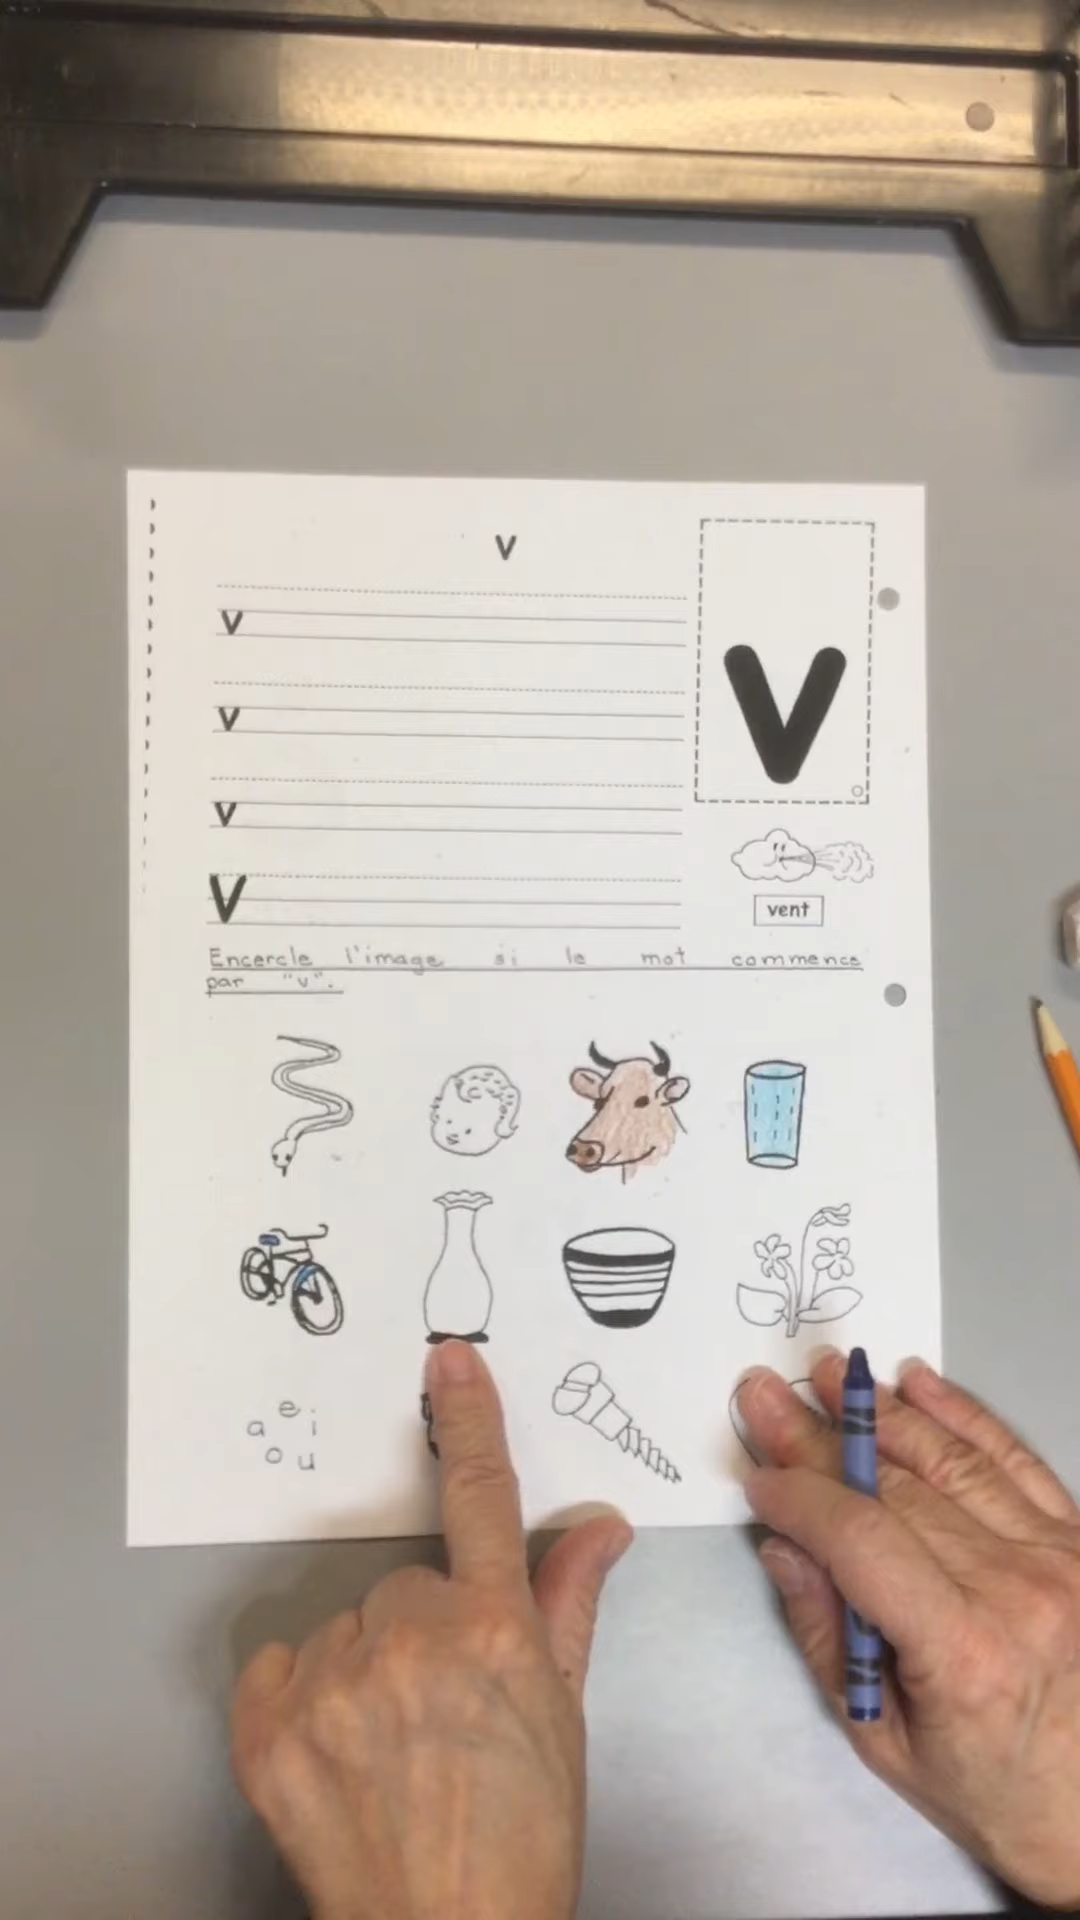 v
v
v
v
v
V
vent
Encercle l'image si le mot commence
par "v".
e
a i
o u